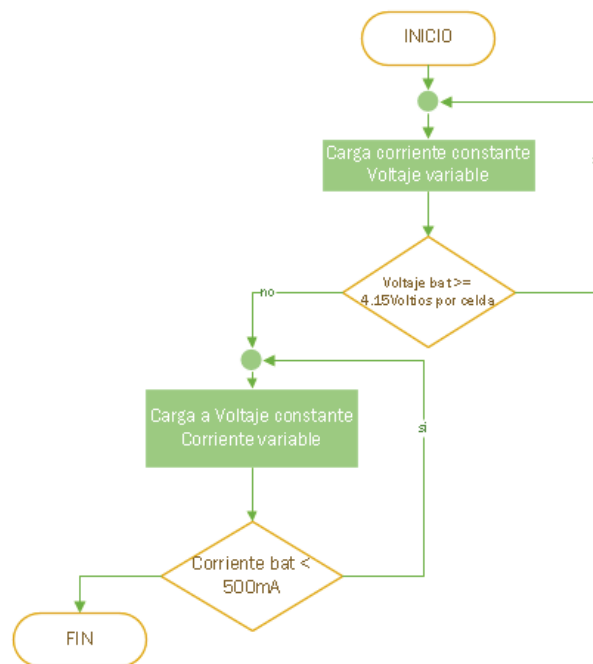 INICIO
Carga corriente constante
Voltaje variable
Voltaje bat >=
4.15Voltios por celda
no
Carga a Voltaje constante
Corriente variable
si
Corriente bat <
500mA
FIN